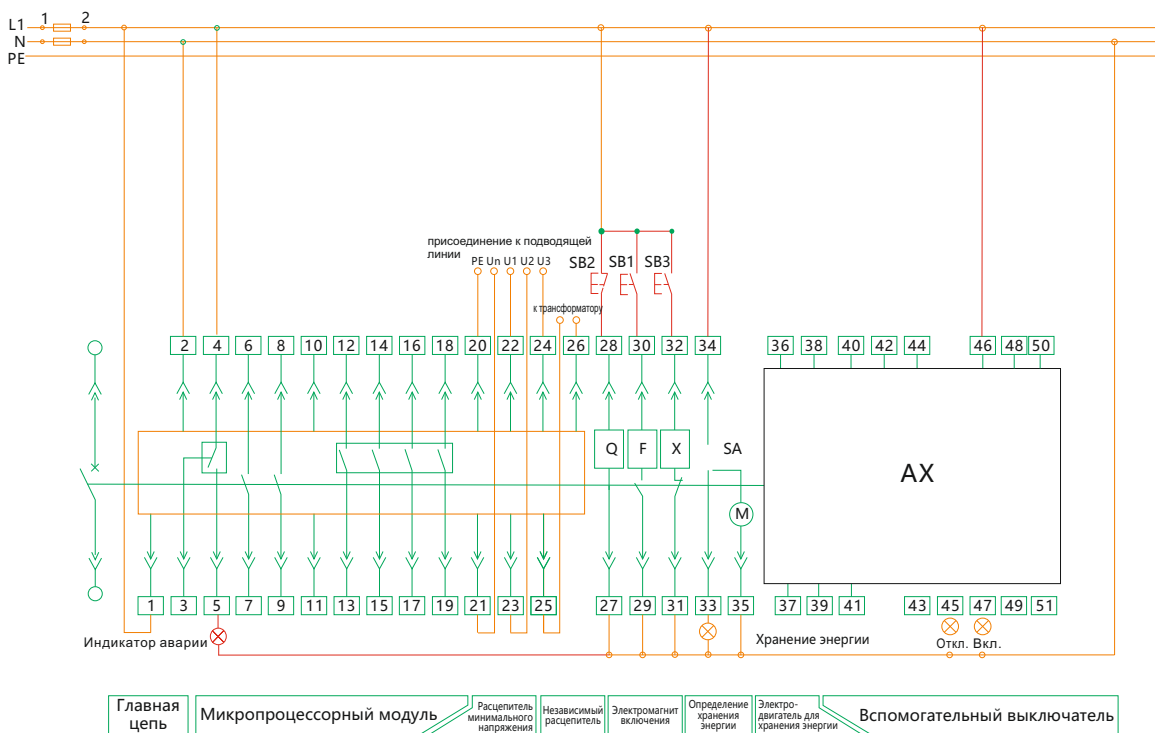 1 2
L1
N
PE
присоединение к подводящей
линии
PE Un U1 U2 U3
SB2 SB1 SB3
к трансформатору
2 4 6 8 10 12 14 16 18 20 22 24 26 28 30 32 34 36 38 40 42 44 46 48 50
Q F X SA
AX
M
1 3 5 7 9 11 13 15 17 19 21 23 25 27 29 31 33 35 37 39 41 43 45 47 49 51
Индикатор аварии
Хранение энергии
Откл. Вкл.
Главная
цепь
Микропроцессорный модуль
Расцепитель
минимального
напряжения
Независимый
расцепитель
Электромагнит
включения
Определение
хранения
энергии
Электро-
двигатель для
хранения энергии
Вспомогательный выключатель